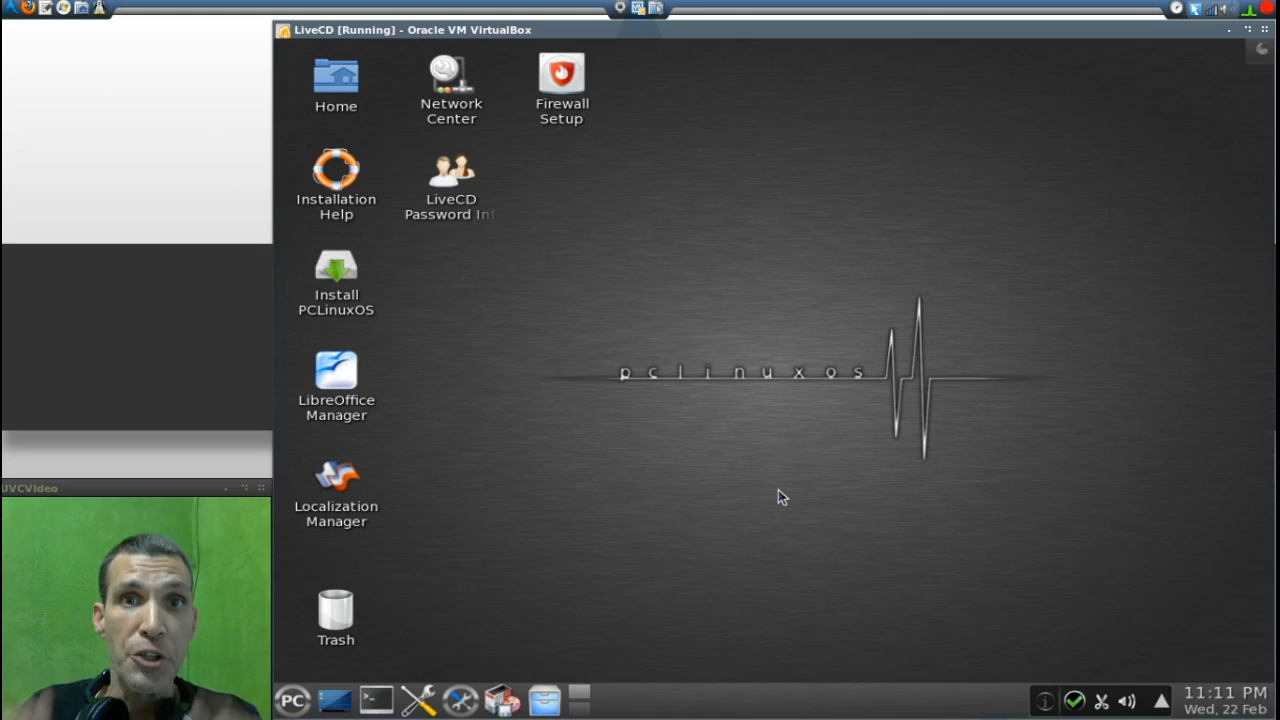 LiveCD [Running] - Oracle VM VirtualBox
Home
Network
Center
Firewall
Setup
Installation
Help
LiveCD
Password Inf
Install
PCLinuxOS
pclinuxos
LibreOffice
Manager
UVCVideo
Localization
Manager
Trash
PC
11:11 PM
Wed, 22 Feb